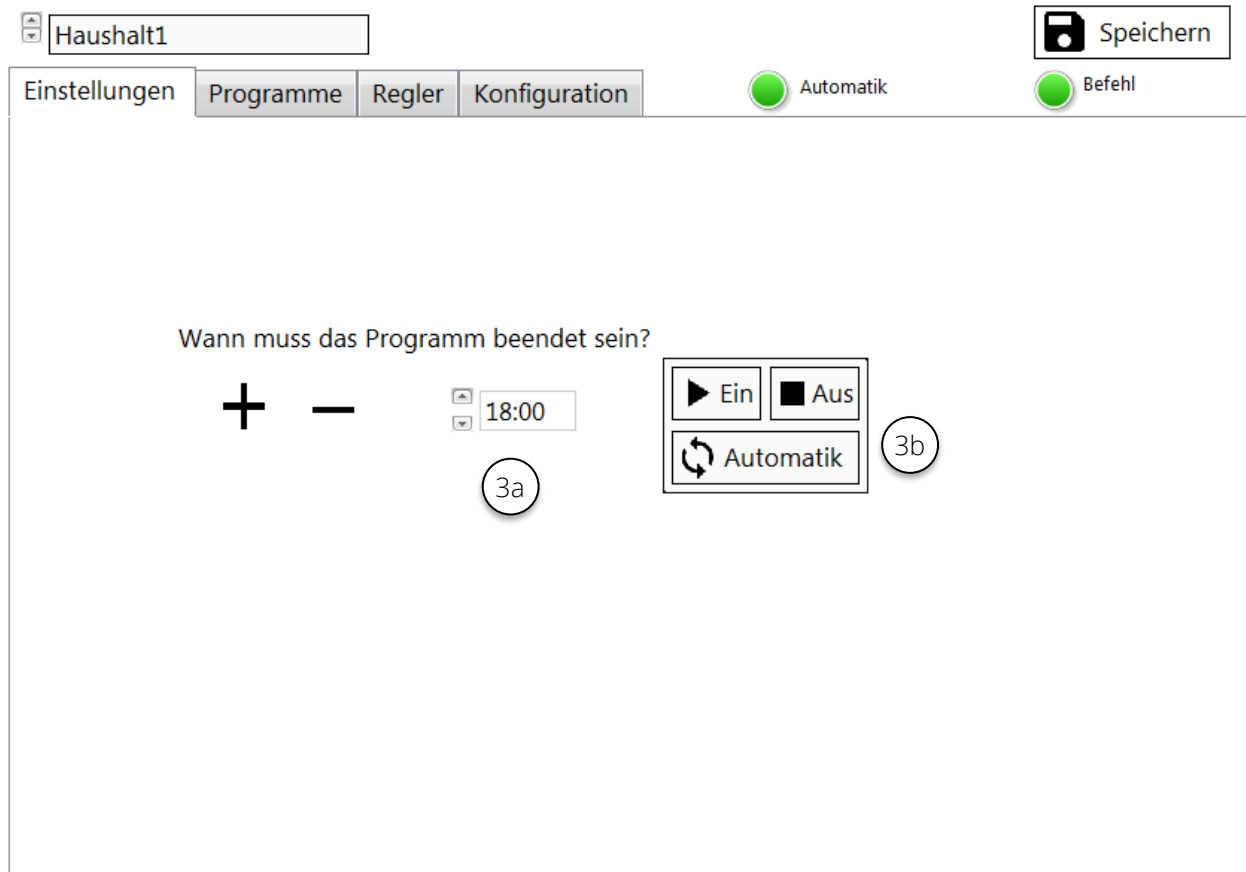 Haushalt1
Speichern
Einstellungen
Programme
Regler
Konfiguration
Automatik
Befehl
Wann muss das Programm beendet sein?
+ –
18:00
Ein
Aus
Automatik
3a
3b